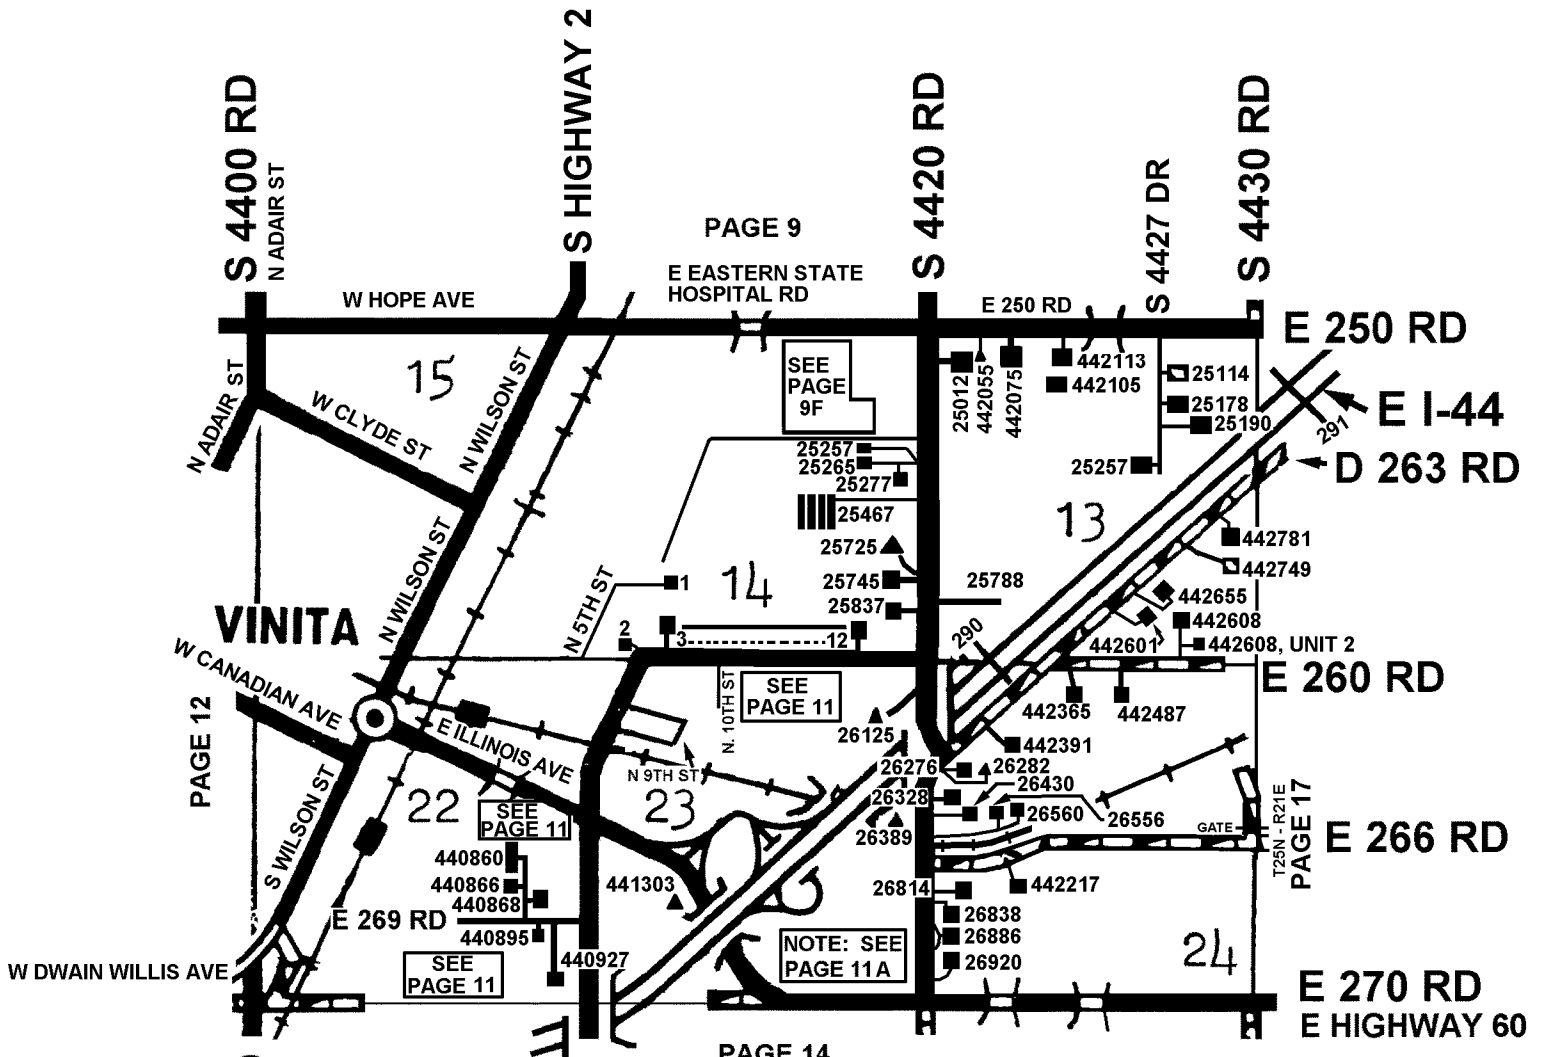 S 4400 RD
N ADAIR ST
S HIGHWAY 2
PAGE 9
S 4420 RD
S 4427 DR
S 4430 RD
E EASTERN STATE
HOSPITAL RD
W HOPE AVE
E 250 RD
E 250 RD
N ADAIR ST
15
W CLYDE ST
N WILSON ST
SEE
PAGE
9F
25012
442055
442075
442113
442105
25114
25178
25190
25257
291
E I-44
D 263 RD
25257
25265
25277
25467
25725
25745
25837
25788
13
442781
442749
442655
442608
442601
442608, UNIT 2
14
N WILSON ST
N 5TH ST
1
2
3
12
290
VINITA
W CANADIAN AVE
PAGE 12
E 260 RD
SEE
PAGE 11
N. 10TH ST
442365
442487
26125
442391
E ILLINOIS AVE
N 9TH ST
26276
26282
26430
26328
26560
26556
26389
GATE
T25N - R21E
PAGE 17
E 266 RD
22
23
SEE
PAGE 11
S WILSON ST
440860
440866
440868
441303
E 269 RD
440895
440927
26814
442217
26838
26886
26920
24
W DWAIN WILLIS AVE
SEE
PAGE 11
NOTE: SEE
PAGE 11A
E 270 RD
E HIGHWAY 60
PAGE 14